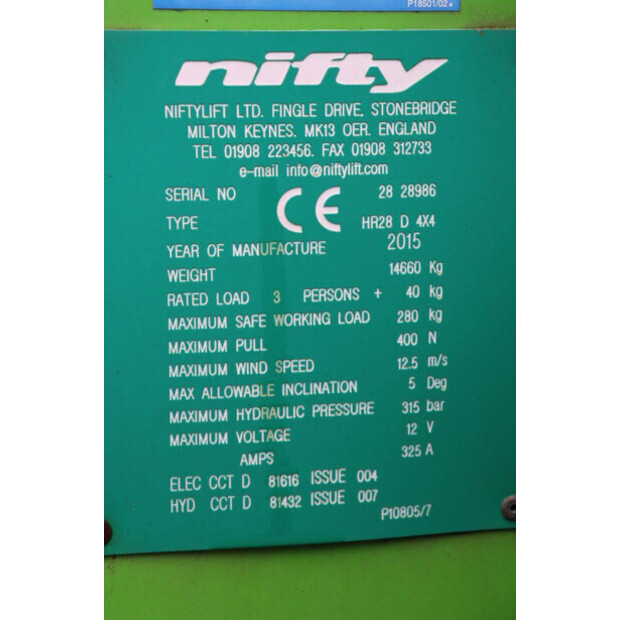 P18501/02
nifty
NIFTYLIFT LTD. FINGLE DRIVE, STONEBRIDGE
MILTON KEYNES. MK13 OER. ENGLAND
TEL 01908 223456. FAX 01908 312733
e-mail info@niftylift.com
SERIAL NO 28 28986
CE
TYPE HR28 D 4X4
YEAR OF MANUFACTURE 2015
WEIGHT 14660 Kg
RATED LOAD 3 PERSONS + 40 kg
MAXIMUM SAFE WORKING LOAD 280 kg
MAXIMUM PULL 400 N
MAXIMUM WIND SPEED 12.5 m/s
MAX ALLOWABLE INCLINATION 5 Deg
MAXIMUM HYDRAULIC PRESSURE 315 bar
MAXIMUM VOLTAGE 12 V
AMPS 325 A
ELEC CCT D 81616 ISSUE 004
HYD CCT D 81432 ISSUE 007
P10805/7